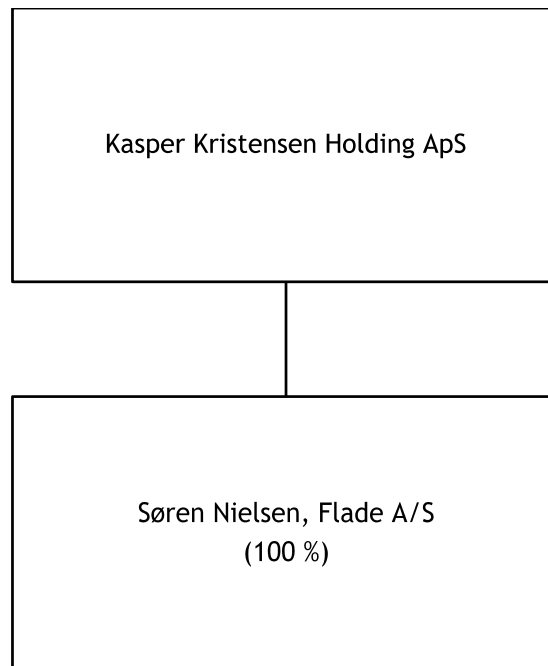 Kasper Kristensen Holding ApS
Søren Nielsen, Flade A/S
(100 %)